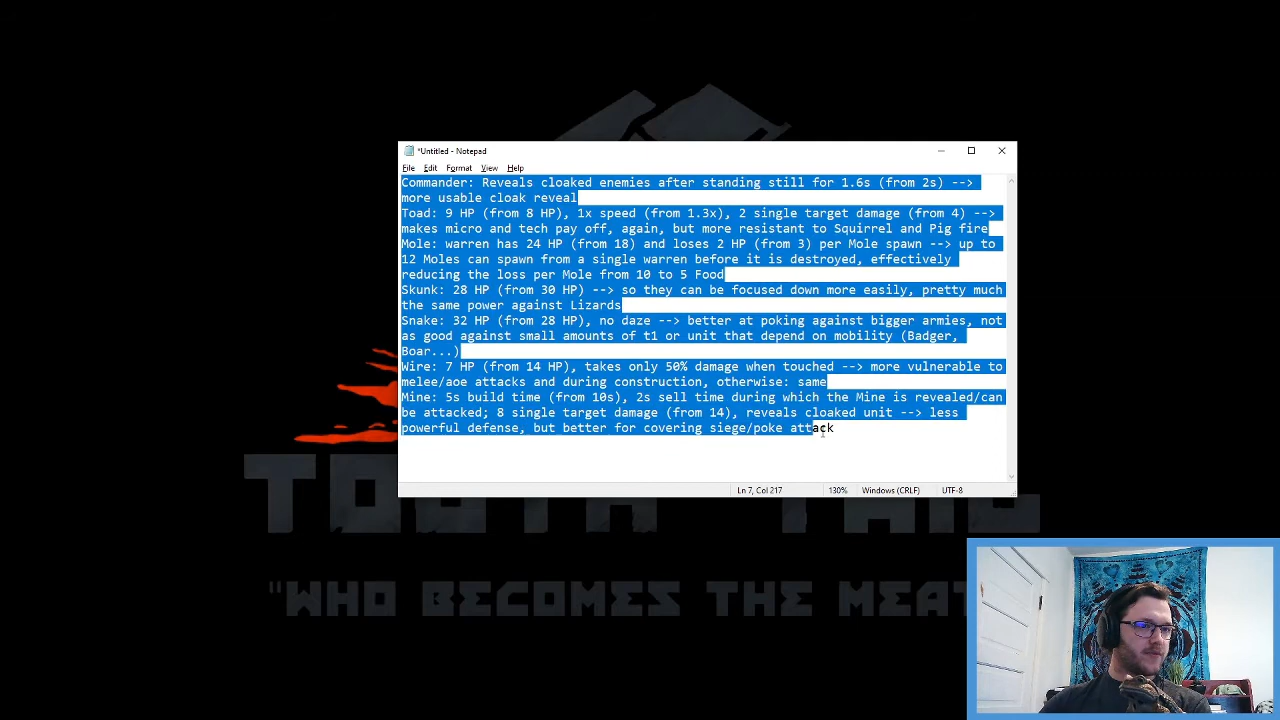 *Untitled - Notepad
File Edit Format View Help
Commander: Reveals cloaked enemies after standing still for 1.6s (from 2s) -->
more usable cloak reveal
Toad: 9 HP (from 8 HP), 1x speed (from 1.3x), 2 single target damage (from 4) -->
makes micro and tech pay off, again, but more resistant to Squirrel and Pig fire
Mole: warren has 24 HP (from 18) and loses 2 HP (from 3) per Mole spawn --> up to
12 Moles can spawn from a single warren before it is destroyed, effectively
reducing the loss per Mole from 10 to 5 Food
Skunk: 28 HP (from 30 HP) --> so they can be focused down more easily, pretty much
the same power against Lizards
Snake: 32 HP (from 28 HP), no daze --> better at poking against bigger armies, not
as good against small amounts of t1 or unit that depend on mobility (Badger,
Boar...)
Wire: 7 HP (from 14 HP), takes only 50% damage when touched --> more vulnerable to
melee/aoe attacks and during construction, otherwise: same
Mine: 5s build time (from 10s), 2s sell time during which the Mine is revealed/can
be attacked; 8 single target damage (from 14), reveals cloaked unit --> less
powerful defense, but better for covering siege/poke attack
Ln 7, Col 217 130% Windows (CRLF) UTF-8
"WHO BECOMES THE MEAT